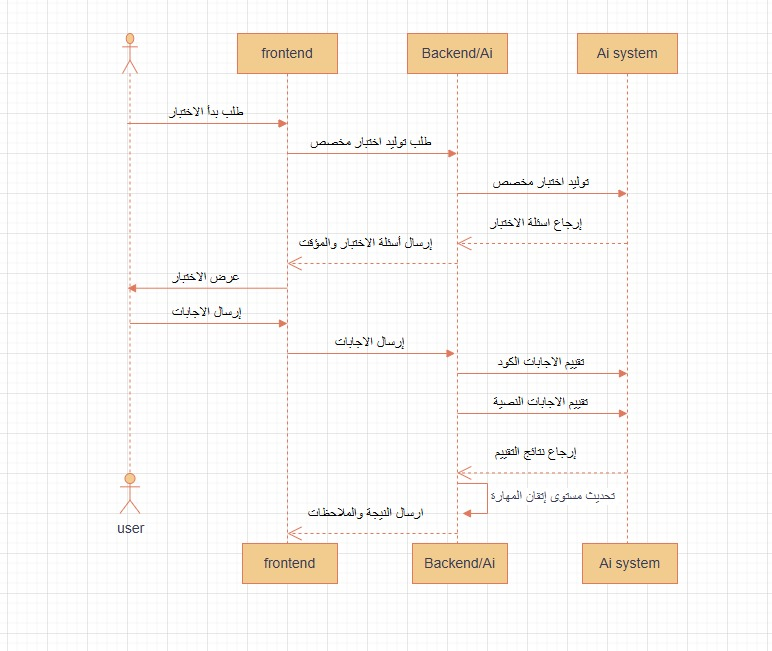 frontend
Backend/Ai
Ai system
طلب بدأ الاختبار
طلب توليد اختبار مخصص
توليد اختبار مخصص
إرجاع اسئلة الاختبار
إرسال أسئلة الاختبار والمؤقت
عرض الاختبار
إرسال الاجابات
إرسال الاجابات
تقييم الاجابات الكود
تقييم الاجابات النصية
إرجاع نتائج التقييم
تحديث مستوى إتقان المهارة
ارسال النيجة والملاحظات
user
frontend
Backend/Ai
Ai system